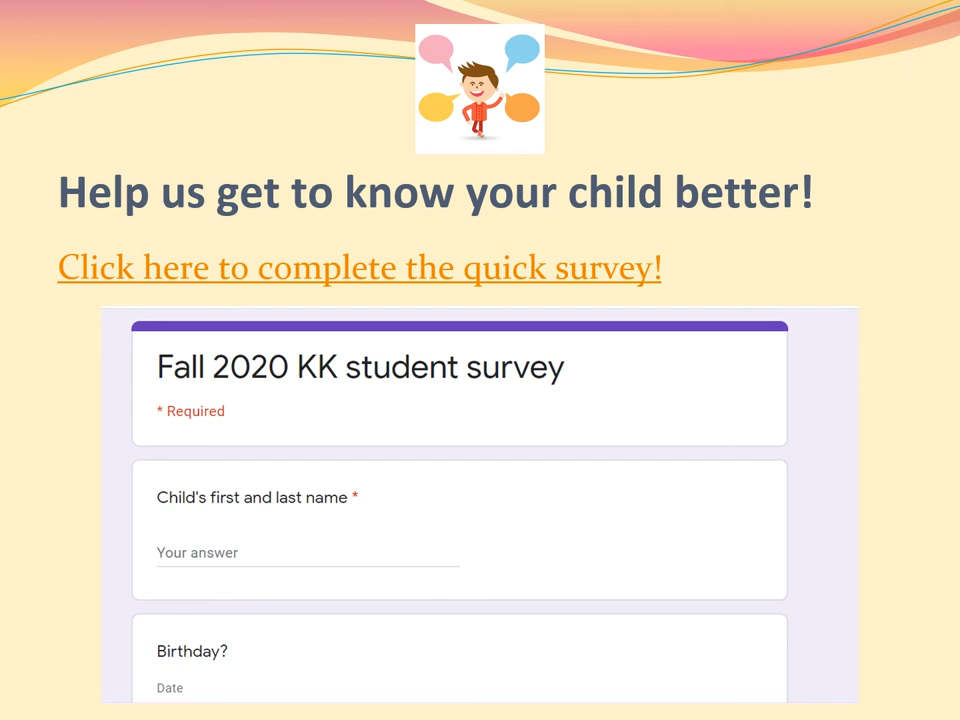 Help us get to know your child better!
Click here to complete the quick survey!
Fall 2020 KK student survey
* Required
Child's first and last name *
Your answer
Birthday?
Date